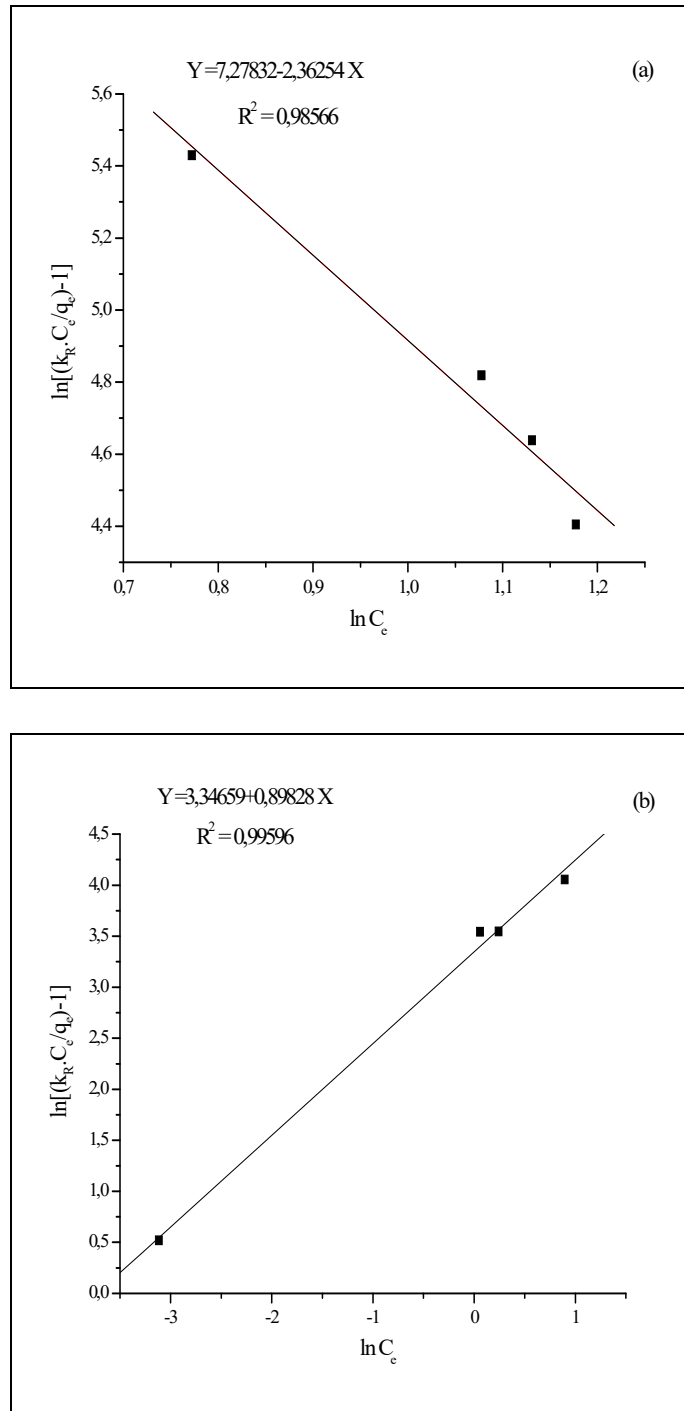 Y=7,27832-2,36254 X
(a)
R² = 0,98566
5,6
5,4
5,2
5,0
4,8
4,6
4,4
ln[(k_R.C_e/q_e)-1]
0,7 0,8 0,9 1,0 1,1 1,2
ln C_e
Y=3,34659+0,89828 X
(b)
R² = 0,99596
4,5
4,0
3,5
3,0
2,5
2,0
1,5
1,0
0,5
0,0
ln[(k_R.C_e/q_e)-1]
-3 -2 -1 0 1
ln C_e